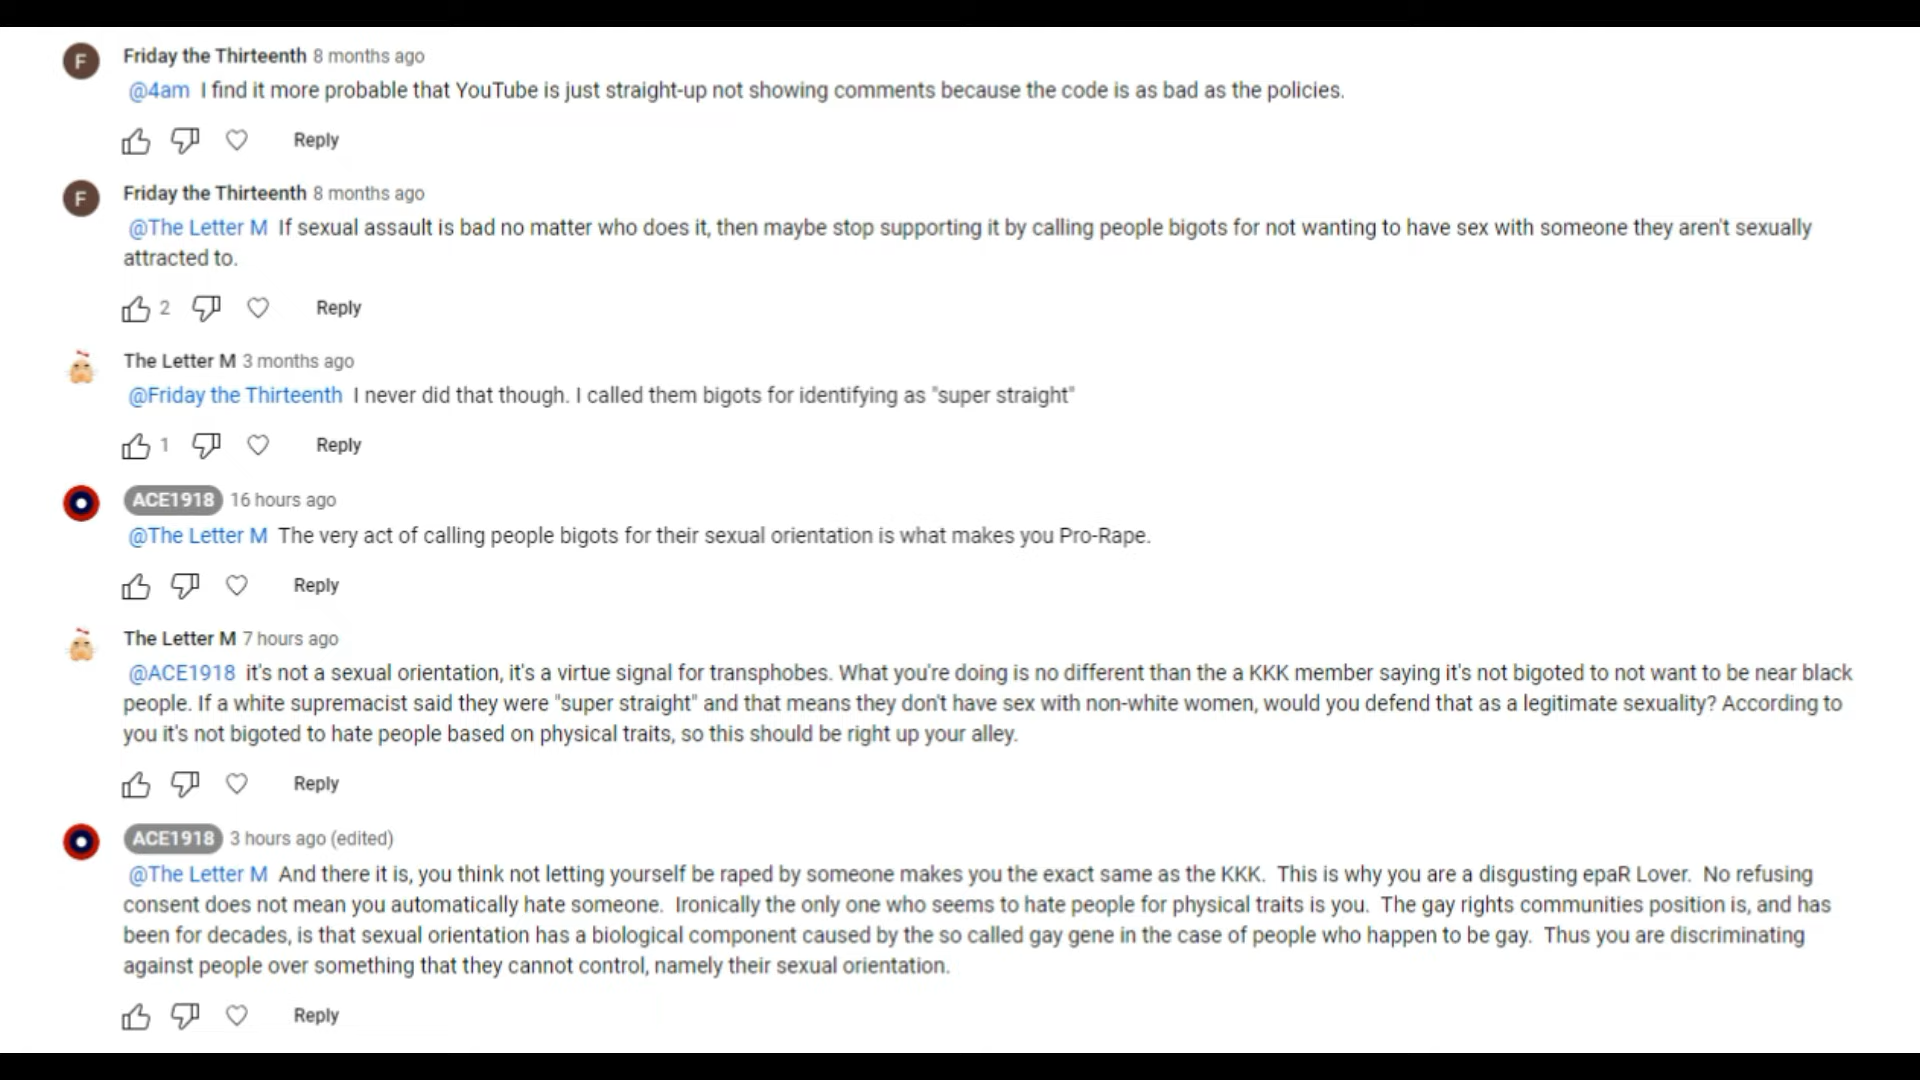 F
Friday the Thirteenth 8 months ago
@4am I find it more probable that YouTube is just straight-up not showing comments because the code is as bad as the policies.
Reply
F
Friday the Thirteenth 8 months ago
@The Letter M If sexual assault is bad no matter who does it, then maybe stop supporting it by calling people bigots for not wanting to have sex with someone they aren't sexually
attracted to.
2 Reply
The Letter M 3 months ago
@Friday the Thirteenth I never did that though. I called them bigots for identifying as "super straight"
1 Reply
ACE1918 16 hours ago
@The Letter M The very act of calling people bigots for their sexual orientation is what makes you Pro-Rape.
Reply
The Letter M 7 hours ago
@ACE1918 it's not a sexual orientation, it's a virtue signal for transphobes. What you're doing is no different than the a KKK member saying it's not bigoted to not want to be near black
people. If a white supremacist said they were "super straight" and that means they don't have sex with non-white women, would you defend that as a legitimate sexuality? According to
you it's not bigoted to hate people based on physical traits, so this should be right up your alley.
Reply
ACE1918 3 hours ago (edited)
@The Letter M And there it is, you think not letting yourself be raped by someone makes you the exact same as the KKK. This is why you are a disgusting epaR Lover. No refusing
consent does not mean you automatically hate someone. Ironically the only one who seems to hate people for physical traits is you. The gay rights communities position is, and has
been for decades, is that sexual orientation has a biological component caused by the so called gay gene in the case of people who happen to be gay. Thus you are discriminating
against people over something that they cannot control, namely their sexual orientation.
Reply